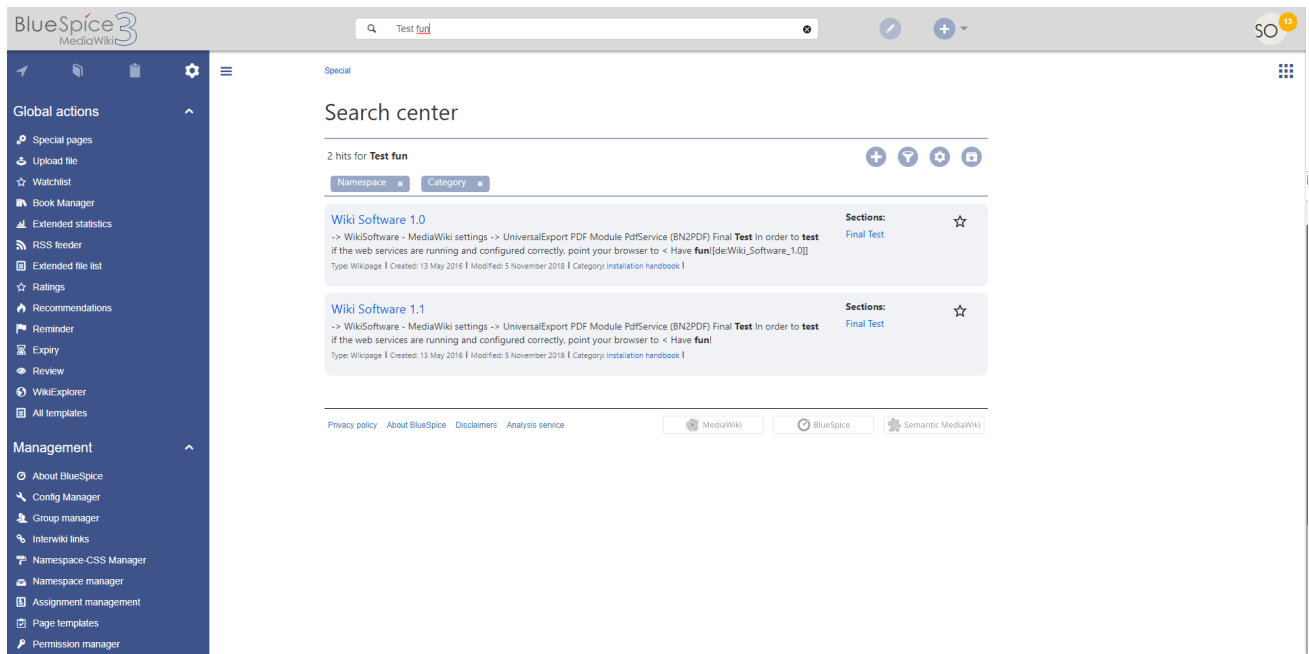 BlueSpice 3
MediaWiki
Test fun
SO
13
Special
Global actions
Special pages
Upload file
Watchlist
Book Manager
Extended statistics
RSS feeder
Extended file list
Ratings
Recommendations
Reminder
Expiry
Review
WikiExplorer
All templates
Management
About BlueSpice
Config Manager
Group manager
Interwiki links
Namespace-CSS Manager
Namespace manager
Assignment management
Page templates
Permission manager
Search center
2 hits for Test fun
Namespace x
Category x
Wiki Software 1.0
-> WikiSoftware - MediaWiki settings -> UniversalExport PDF Module PdfService (BN2PDF) Final Test In order to test
if the web services are running and configured correctly, point your browser to < Have fun![de:Wiki_Software_1.0]]
Type: Wikipage | Created: 13 May 2016 | Modified: 5 November 2018 | Category: Installation handbook |
Sections:
Final Test
Wiki Software 1.1
-> WikiSoftware - MediaWiki settings -> UniversalExport PDF Module PdfService (BN2PDF) Final Test In order to test
if the web services are running and configured correctly, point your browser to < Have fun!
Type: Wikipage | Created: 13 May 2016 | Modified: 5 November 2018 | Category: Installation handbook |
Sections:
Final Test
Privacy policy About BlueSpice Disclaimers Analysis service
MediaWiki
BlueSpice
Semantic MediaWiki